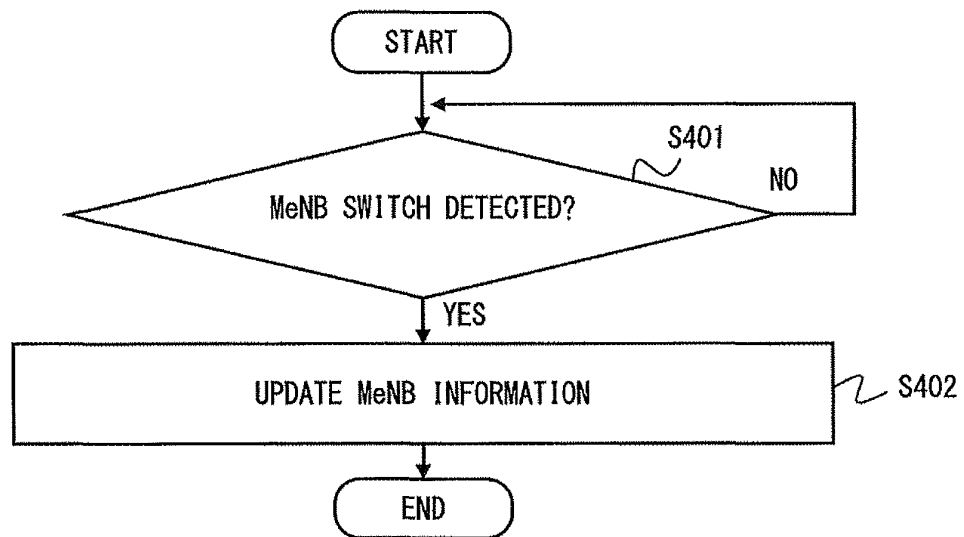 START
S401
NO
MeNB SWITCH DETECTED?
YES
UPDATE MeNB INFORMATION
S402
END